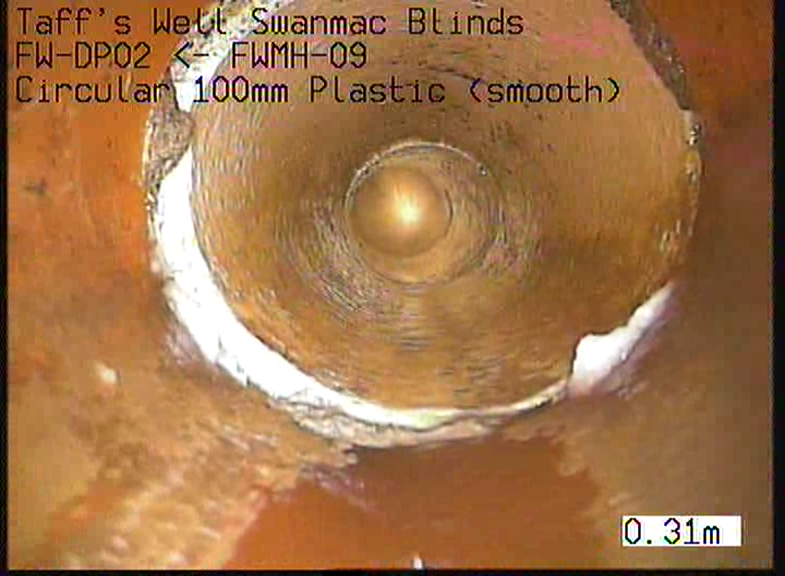 Taff's Well Swanmac Blinds
FW-DP02 <- FWMH-09
Circular 100mm Plastic (smooth)
0.31m